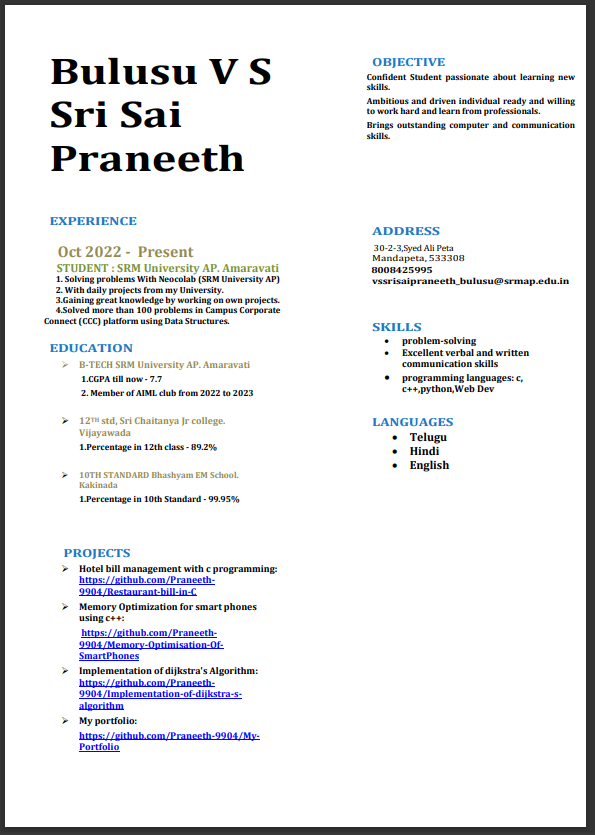 Bulusu V S
Sri Sai
Praneeth
EXPERIENCE
Oct 2022 - Present
STUDENT : SRM University AP. Amaravati
1. Solving problems With Neocolab (SRM University AP)
2. With daily projects from my University.
3.Gaining great knowledge by working on own projects.
4.Solved more than 100 problems in Campus Corporate
Connect (CCC) platform using Data Structures.
EDUCATION
➢ B-TECH SRM University AP. Amaravati
1.CGPA till now - 7.7
2. Member of AIML club from 2022 to 2023
➢ 12TH std, Sri Chaitanya Jr college.
Vijayawada
1.Percentage in 12th class - 89.2%
➢ 10TH STANDARD Bhashyam EM School.
Kakinada
1.Percentage in 10th Standard - 99.95%
PROJECTS
➢ Hotel bill management with c programming:
https://github.com/Praneeth-
9904/Restaurant-bill-in-C
➢ Memory Optimization for smart phones
using c++:
https://github.com/Praneeth-
9904/Memory-Optimisation-Of-
SmartPhones
➢ Implementation of dijkstra's Algorithm:
https://github.com/Praneeth-
9904/Implementation-of-dijkstra-s-
algorithm
➢ My portfolio:
https://github.com/Praneeth-9904/My-
Portfolio
OBJECTIVE
Confident Student passionate about learning new
skills.
Ambitious and driven individual ready and willing
to work hard and learn from professionals.
Brings outstanding computer and communication
skills.
ADDRESS
30-2-3,Syed Ali Peta
Mandapeta, 533308
8008425995
vssrisaipraneeth_bulusu@srmap.edu.in
SKILLS
• problem-solving
• Excellent verbal and written
communication skills
• programming languages: c,
c++,python,Web Dev
LANGUAGES
• Telugu
• Hindi
• English